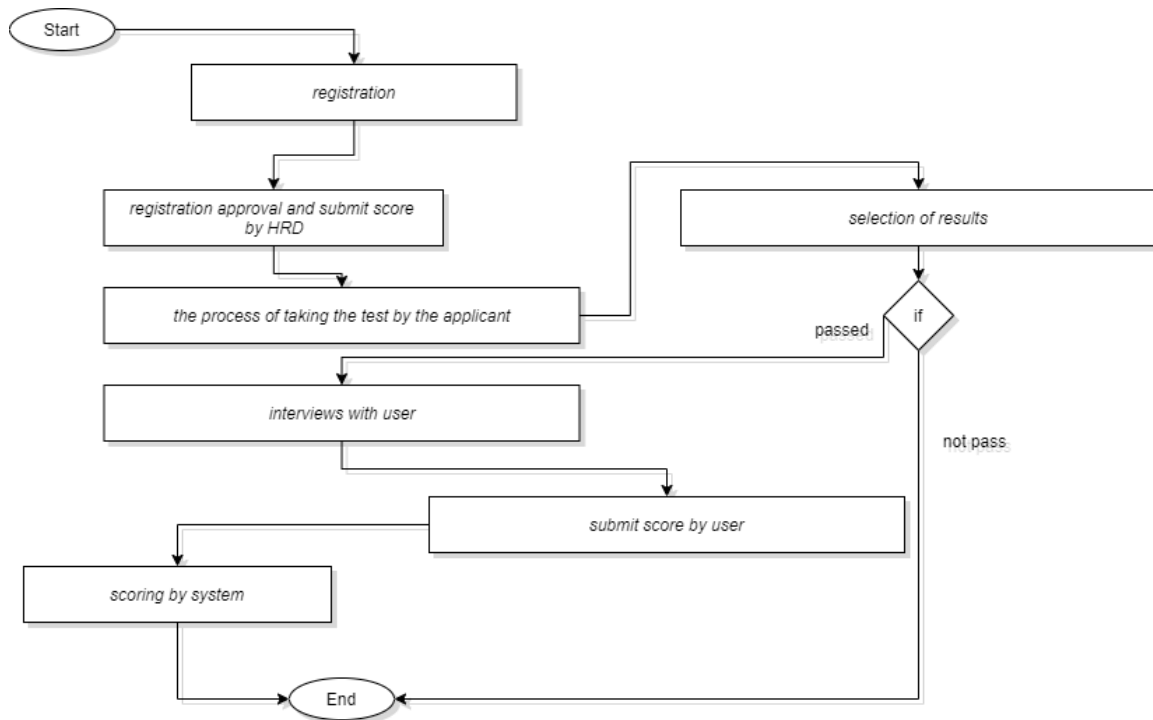 Start
registration
registration approval and submit score
by HRD
selection of results
the process of taking the test by the applicant
if
passed
interviews with user
not pass
submit score by user
scoring by system
End